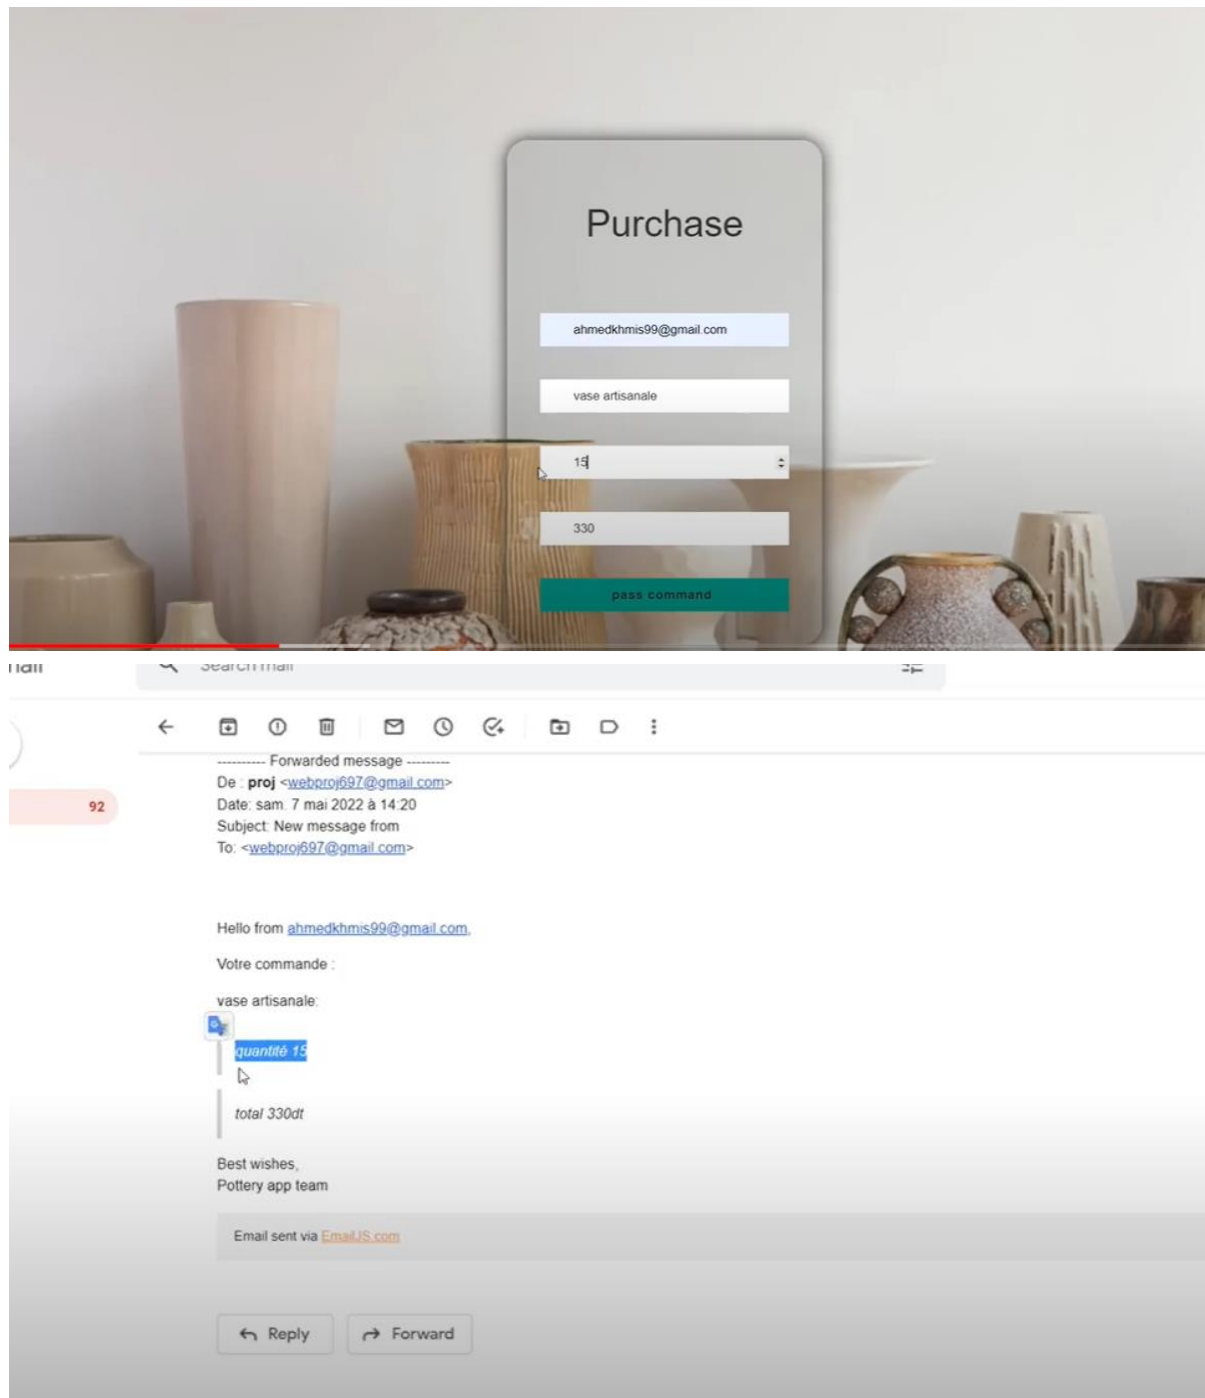 Purchase
ahmedkhmis99@gmail.com
vase artisanale
15
330
pass command
Search mail
92
---------- Forwarded message ---------
De : proj <webproj697@gmail.com>
Date: sam. 7 mai 2022 à 14:20
Subject: New message from
To: <webproj697@gmail.com>
Hello from ahmedkhmis99@gmail.com,
Votre commande :
vase artisanale:
quantité 15
total 330dt
Best wishes,
Pottery app team
Email sent via EmailJS.com
Reply
Forward